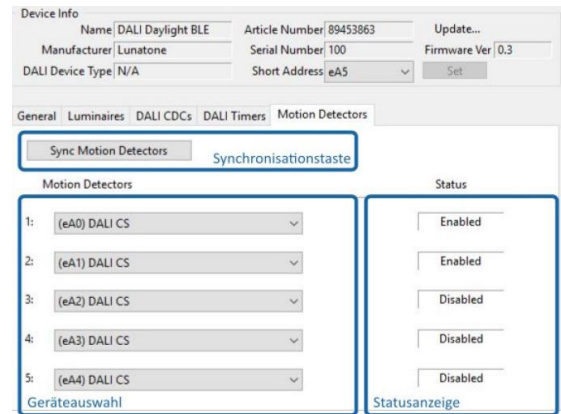 Device Info
Name DALI Daylight BLE Article Number 89453863 Update...
Manufacturer Lunatone Serial Number 100 Firmware Ver 0.3
DALI Device Type N/A Short Address eA5 Set
General Luminaires DALI CDCs DALI Timers Motion Detectors
Sync Motion Detectors Synchronisationstaste
Motion Detectors Status
1: (eA0) DALI CS Enabled
2: (eA1) DALI CS Enabled
3: (eA2) DALI CS Disabled
4: (eA3) DALI CS Disabled
5: (eA4) DALI CS Disabled
Geräteauswahl Statusanzeige